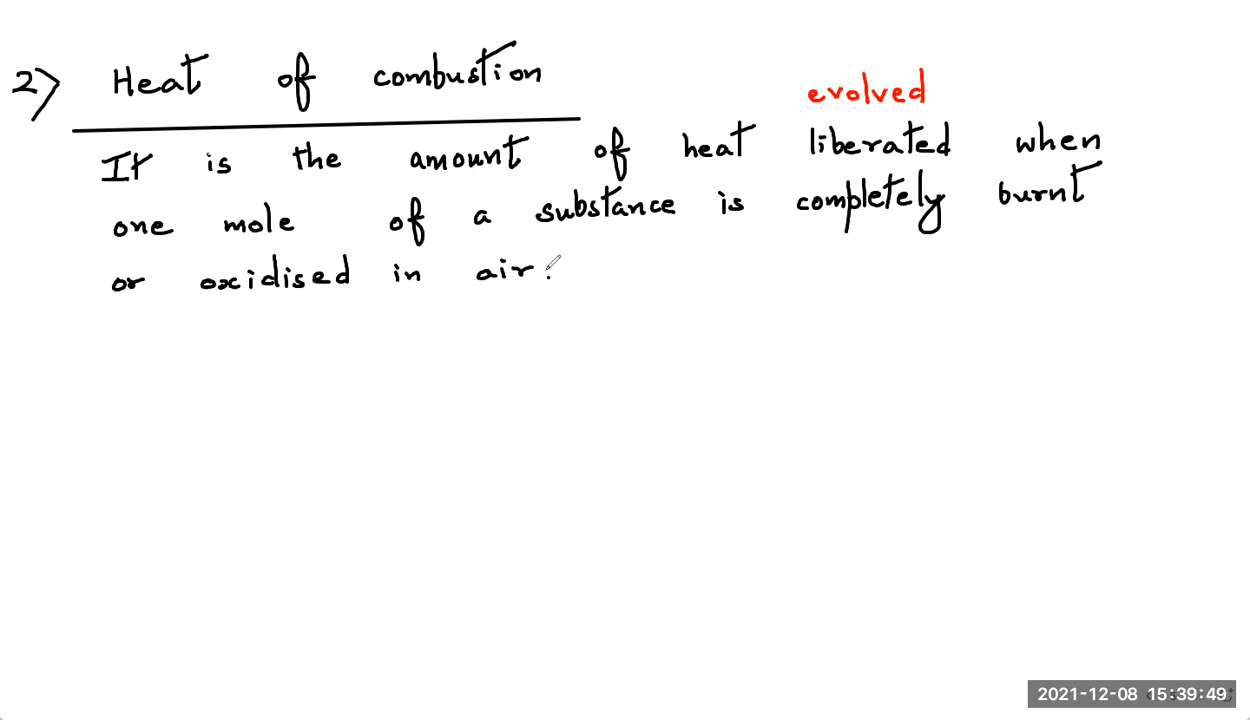 2) Heat of combustion
evolved
It is the amount of heat liberated when
one mole of a substance is completely burnt
or oxidised in air.
2021-12-08 15:39:49